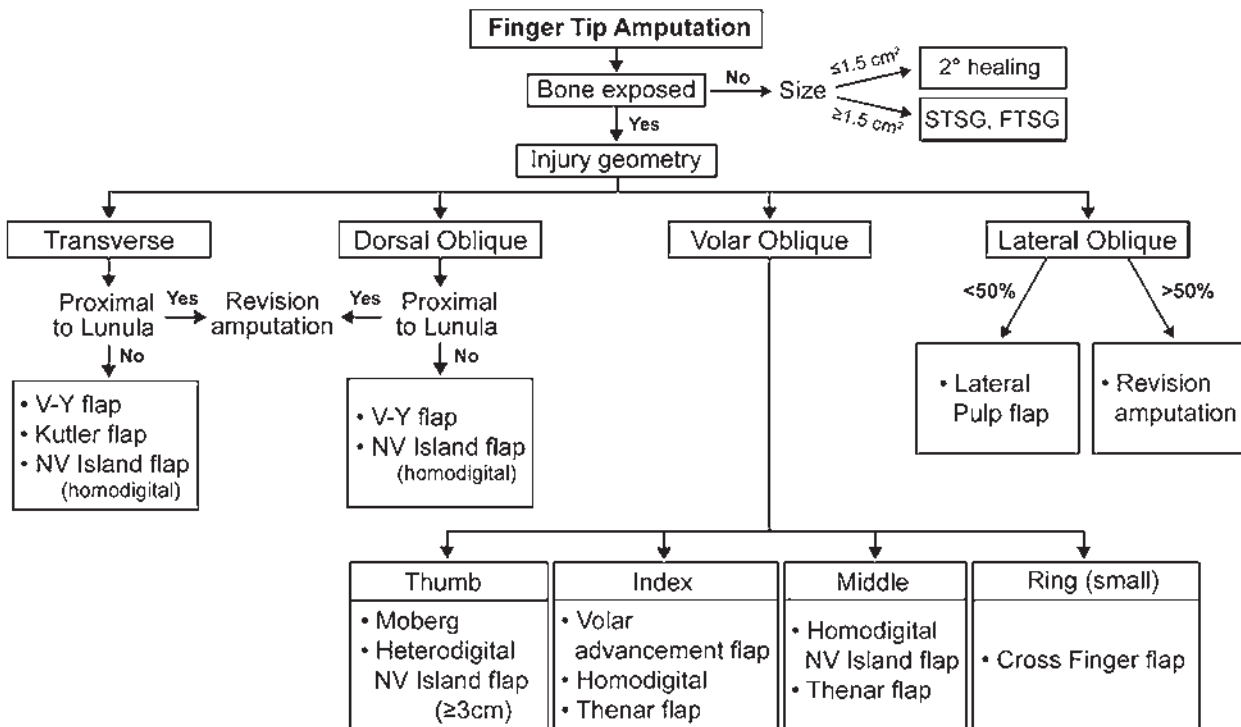 Finger Tip Amputation
Bone exposed
No
Size
≤1.5 cm²
2° healing
≥1.5 cm²
STSG, FTSG
Yes
Injury geometry
Transverse
Dorsal Oblique
Volar Oblique
Lateral Oblique
Proximal
to Lunula
Yes
Revision
amputation
Yes
Proximal
to Lunula
<50%
>50%
No
No
• V-Y flap
• Kutler flap
• NV Island flap
(homodigital)
• V-Y flap
• NV Island flap
(homodigital)
• Lateral
Pulp flap
• Revision
amputation
Thumb
• Moberg
• Heterodigital
NV Island flap
(≥3cm)
Index
• Volar
advancement flap
• Homodigital
• Thenar flap
Middle
• Homodigital
NV Island flap
• Thenar flap
Ring (small)
• Cross Finger flap